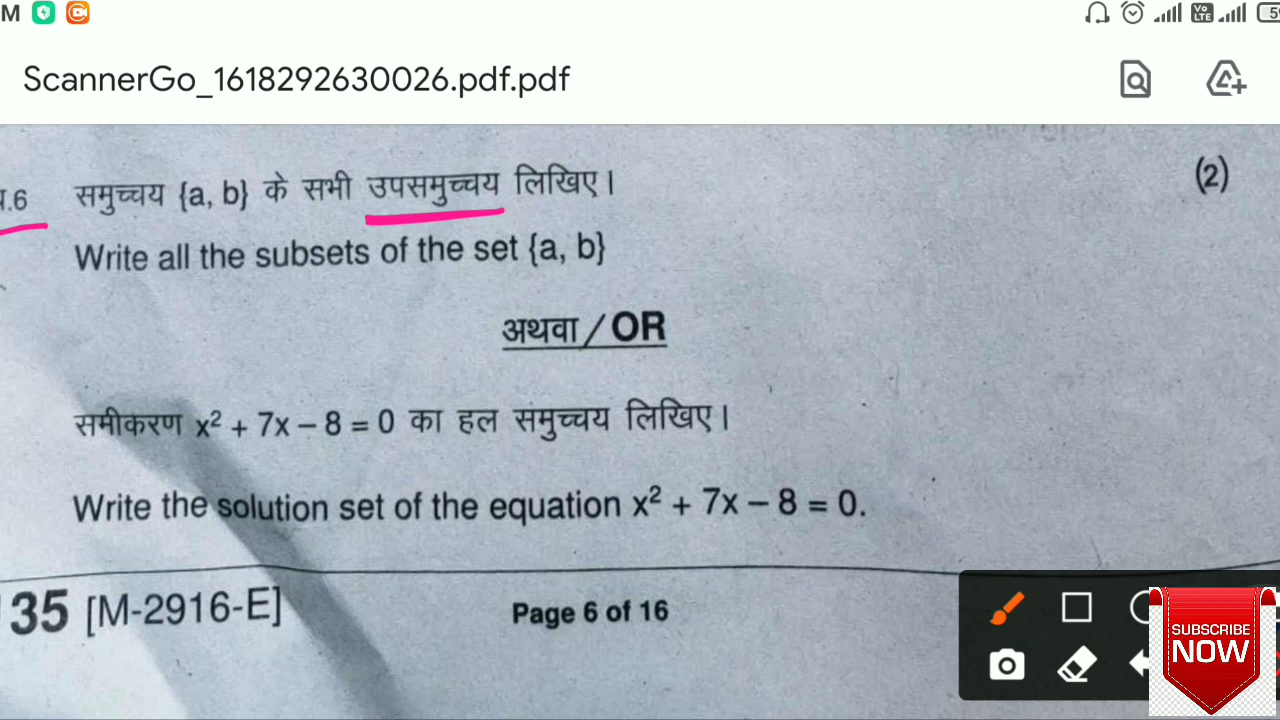 M
Vo LTE
ScannerGo_1618292630026.pdf.pdf
समुच्चय {a, b} के सभी उपसमुच्चय लिखिए। (2)
Write all the subsets of the set {a, b}
अथवा / OR
समीकरण x² + 7x – 8 = 0 का हल समुच्चय लिखिए।
Write the solution set of the equation x² + 7x – 8 = 0.
35 [M-2916-E] Page 6 of 16
SUBSCRIBE
NOW